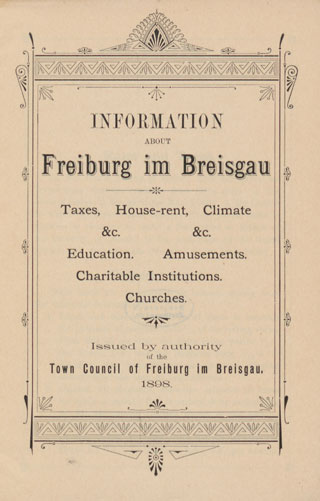 INFORMATION
ABOUT
Freiburg im Breisgau
Taxes, House-rent, Climate
&c. &c.
Education. Amusements.
Charitable Institutions.
Churches.
Issued by authority
of the
Town Council of Freiburg im Breisgau.
1898.